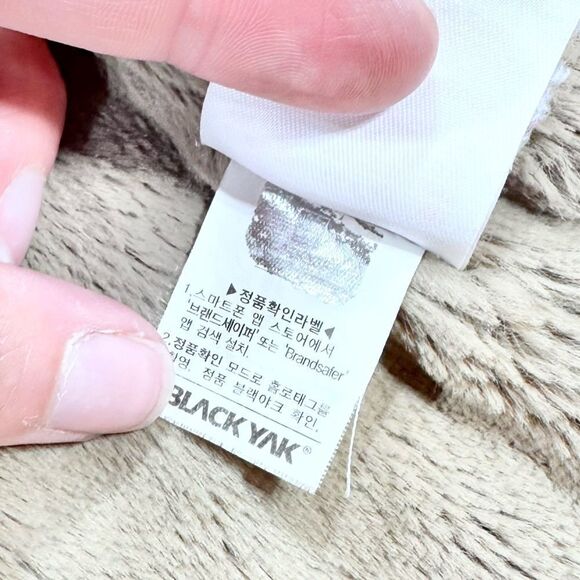 ▶정품확인라벨◀
1.스마트폰 앱 스토어에서
'브랜드세이퍼' 또는 'Brandsafer'
앱 검색 설치.
2.정품확인 모드로 홀로태그를
정품 블랙야크 확인.
BLACK YAK®